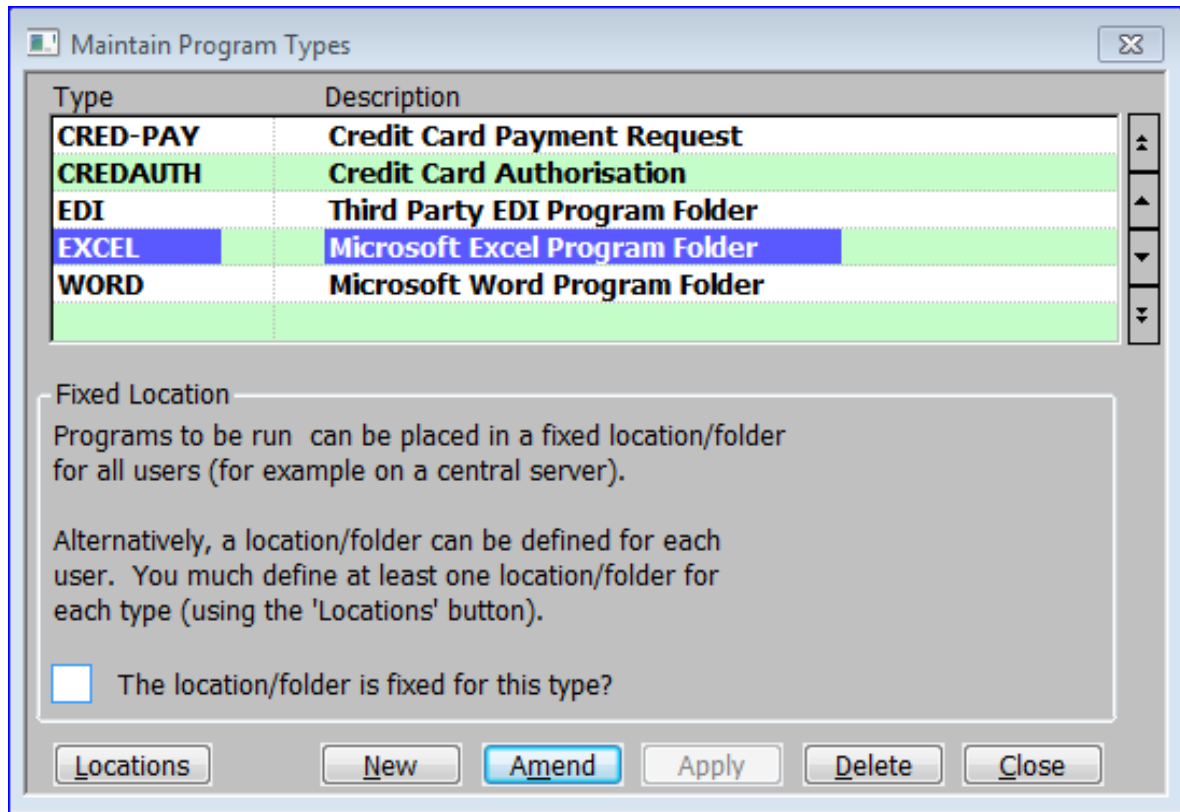 Maintain Program Types
Type Description
CRED-PAY Credit Card Payment Request
CREDAUTH Credit Card Authorisation
EDI Third Party EDI Program Folder
EXCEL Microsoft Excel Program Folder
WORD Microsoft Word Program Folder
Fixed Location
Programs to be run  can be placed in a fixed location/folder
for all users (for example on a central server).
Alternatively, a location/folder can be defined for each
user.  You much define at least one location/folder for
each type (using the 'Locations' button).
The location/folder is fixed for this type?
Locations New Amend Apply Delete Close